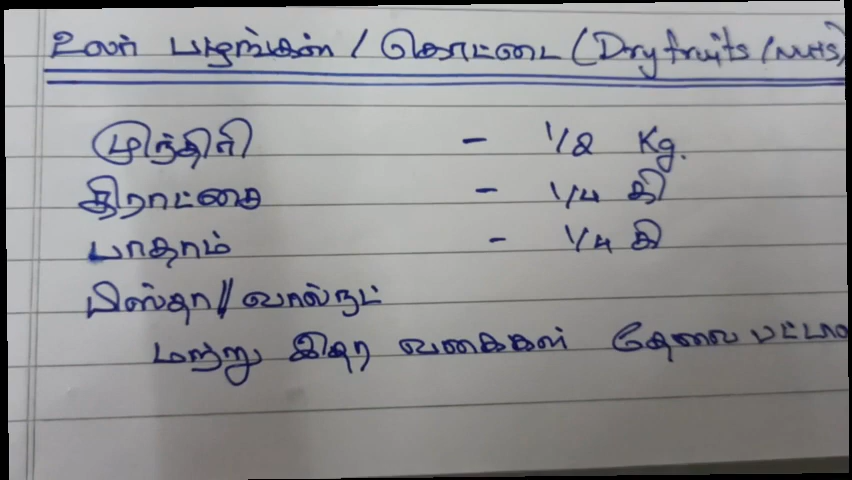 உலர் பழங்கள் / கொட்டை (Dry fruits / Nuts)
முந்திரி - 1/2 Kg.
திராட்சை - 1/4 கி
பாதாம் - 1/4 கி
பிஸ்தா // வால்நட்
மற்று இதர வகைகள் தேவை பட்டால்